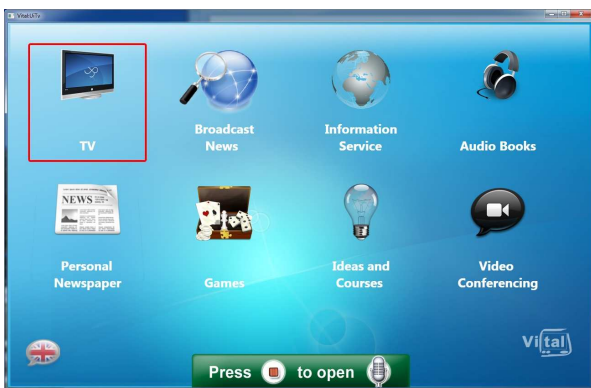 VitalUiTv
TV
Broadcast
News
Information
Service
Audio Books
NEWS
Personal
Newspaper
Games
Ideas and
Courses
Video
Conferencing
Vital
Press to open